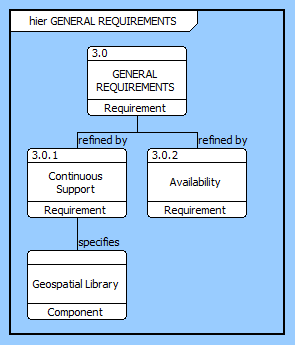 hier GENERAL REQUIREMENTS
3.0
GENERAL
REQUIREMENTS
Requirement
refined by
refined by
3.0.1
Continuous
Support
Requirement
3.0.2
Availability
Requirement
specifies
Geospatial Library
Component